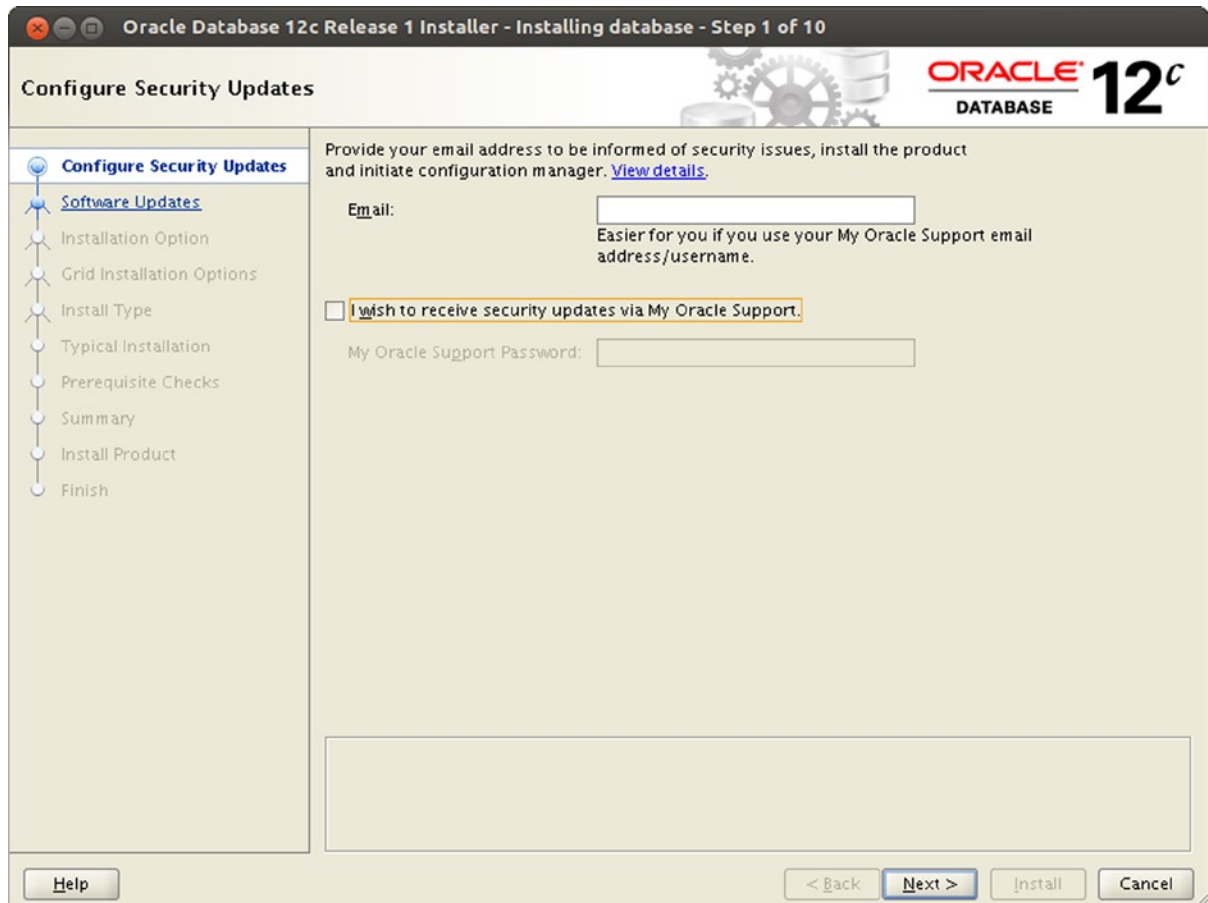 Oracle Database 12c Release 1 Installer - Installing database - Step 1 of 10
Configure Security Updates
ORACLE
DATABASE
12c
Configure Security Updates
Software Updates
Installation Option
Grid Installation Options
Install Type
Typical Installation
Prerequisite Checks
Summary
Install Product
Finish
Provide your email address to be informed of security issues, install the product
and initiate configuration manager. View details.
Email:
Easier for you if you use your My Oracle Support email
address/username.
I wish to receive security updates via My Oracle Support.
My Oracle Support Password:
Help
< Back
Next >
Install
Cancel